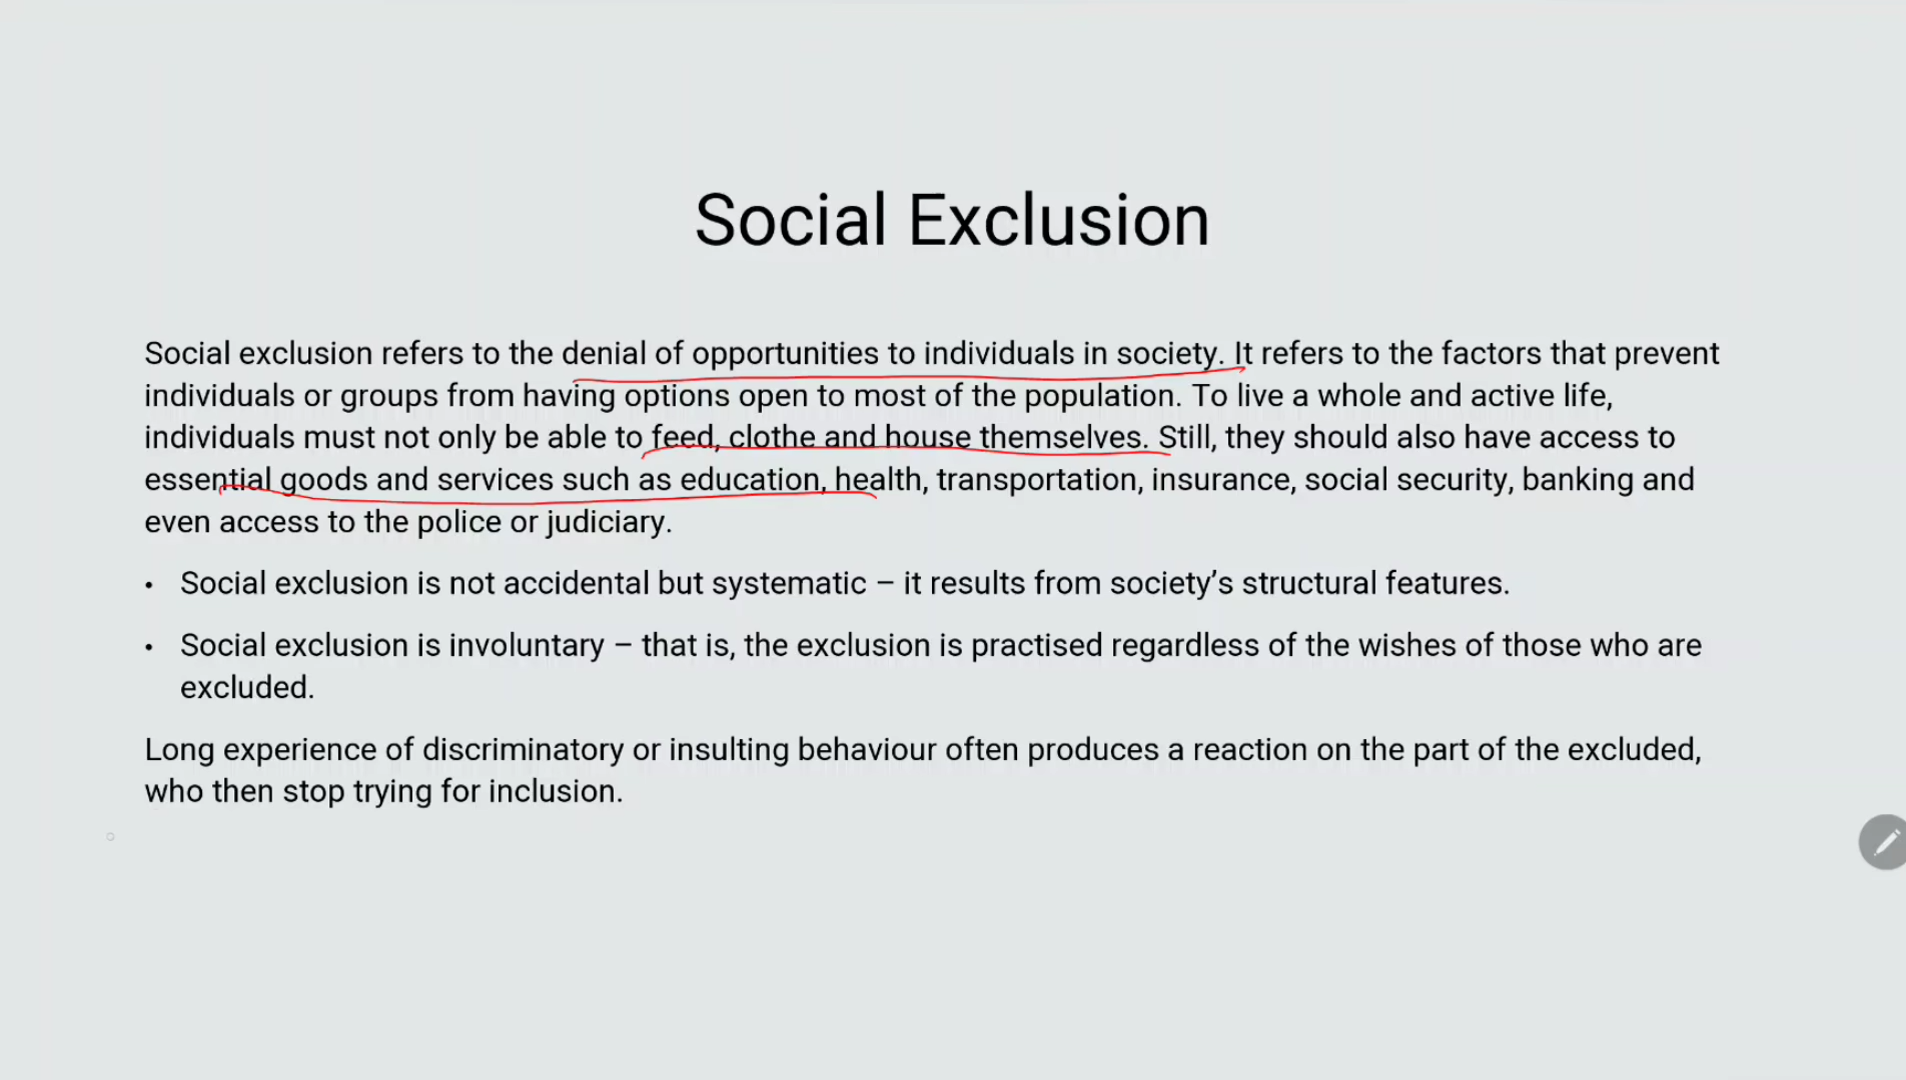 Social Exclusion
Social exclusion refers to the denial of opportunities to individuals in society. It refers to the factors that prevent
individuals or groups from having options open to most of the population. To live a whole and active life,
individuals must not only be able to feed, clothe and house themselves. Still, they should also have access to
essential goods and services such as education, health, transportation, insurance, social security, banking and
even access to the police or judiciary.
• Social exclusion is not accidental but systematic – it results from society’s structural features.
• Social exclusion is involuntary – that is, the exclusion is practised regardless of the wishes of those who are
excluded.
Long experience of discriminatory or insulting behaviour often produces a reaction on the part of the excluded,
who then stop trying for inclusion.